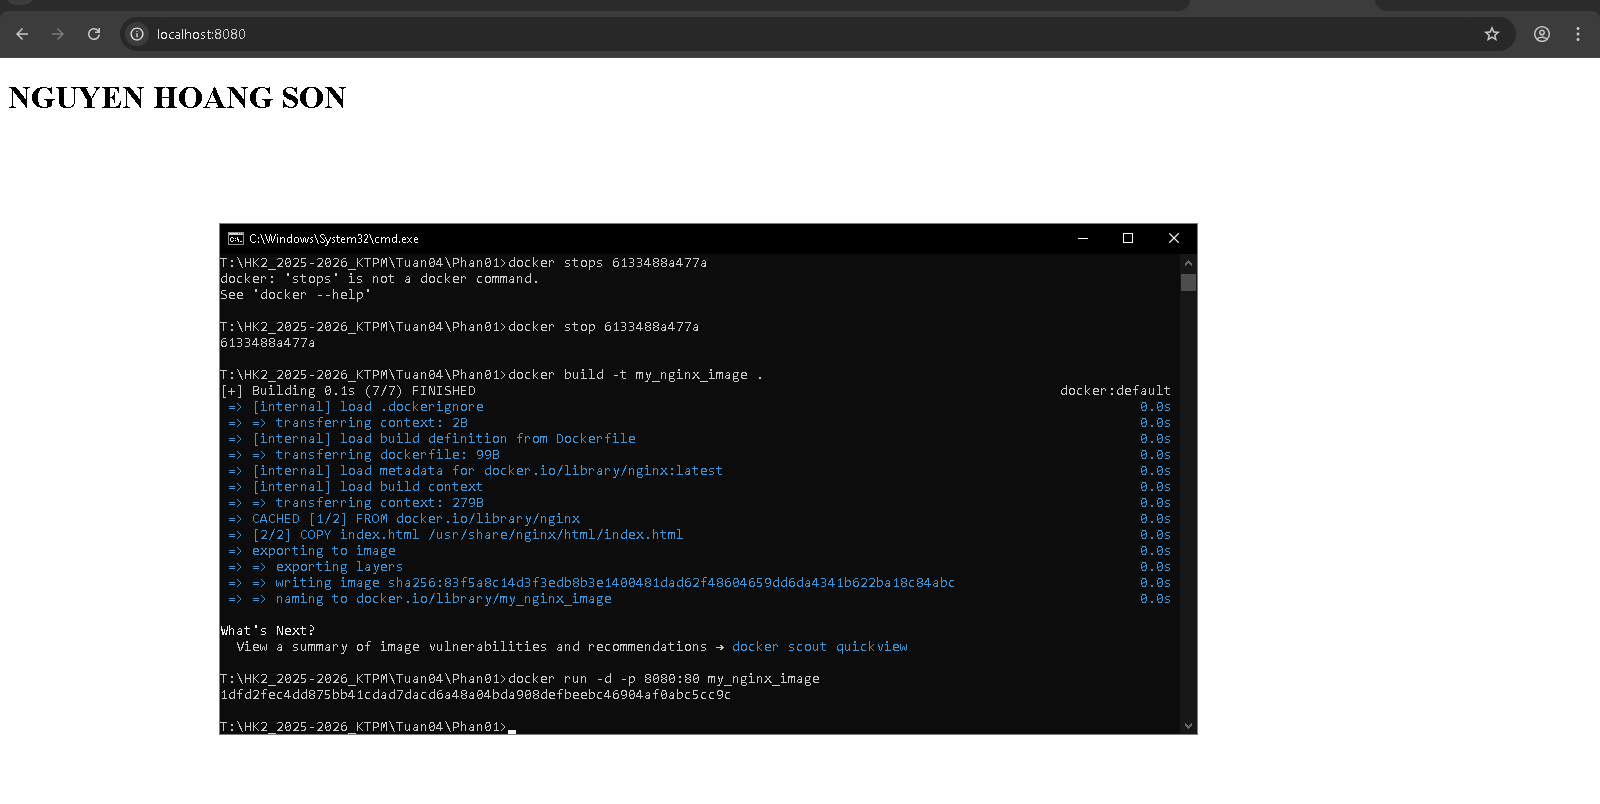 localhost:8080
NGUYEN HOANG SON
C:\Windows\System32\cmd.exe
T:\HK2_2025-2026_KTPM\Tuan04\Phan01>docker stops 6133488a477a
docker: 'stops' is not a docker command.
See 'docker --help'
T:\HK2_2025-2026_KTPM\Tuan04\Phan01>docker stop 6133488a477a
6133488a477a
T:\HK2_2025-2026_KTPM\Tuan04\Phan01>docker build -t my_nginx_image .
[+] Building 0.1s (7/7) FINISHED docker:default
=> [internal] load .dockerignore 0.0s
=> => transferring context: 2B 0.0s
=> [internal] load build definition from Dockerfile 0.0s
=> => transferring dockerfile: 99B 0.0s
=> [internal] load metadata for docker.io/library/nginx:latest 0.0s
=> [internal] load build context 0.0s
=> => transferring context: 279B 0.0s
=> CACHED [1/2] FROM docker.io/library/nginx 0.0s
=> [2/2] COPY index.html /usr/share/nginx/html/index.html 0.0s
=> exporting to image 0.0s
=> => exporting layers 0.0s
=> => writing image sha256:83f5a8c14d3f3edb8b3e1400481dad62f48604659dd6da4341b622ba18c84abc 0.0s
=> => naming to docker.io/library/my_nginx_image 0.0s
What's Next?
View a summary of image vulnerabilities and recommendations → docker scout quickview
T:\HK2_2025-2026_KTPM\Tuan04\Phan01>docker run -d -p 8080:80 my_nginx_image
1dfd2fec4dd875bb41cdad7dacd6a48a04bda908defbeebc46904af0abc5cc9c
T:\HK2_2025-2026_KTPM\Tuan04\Phan01>